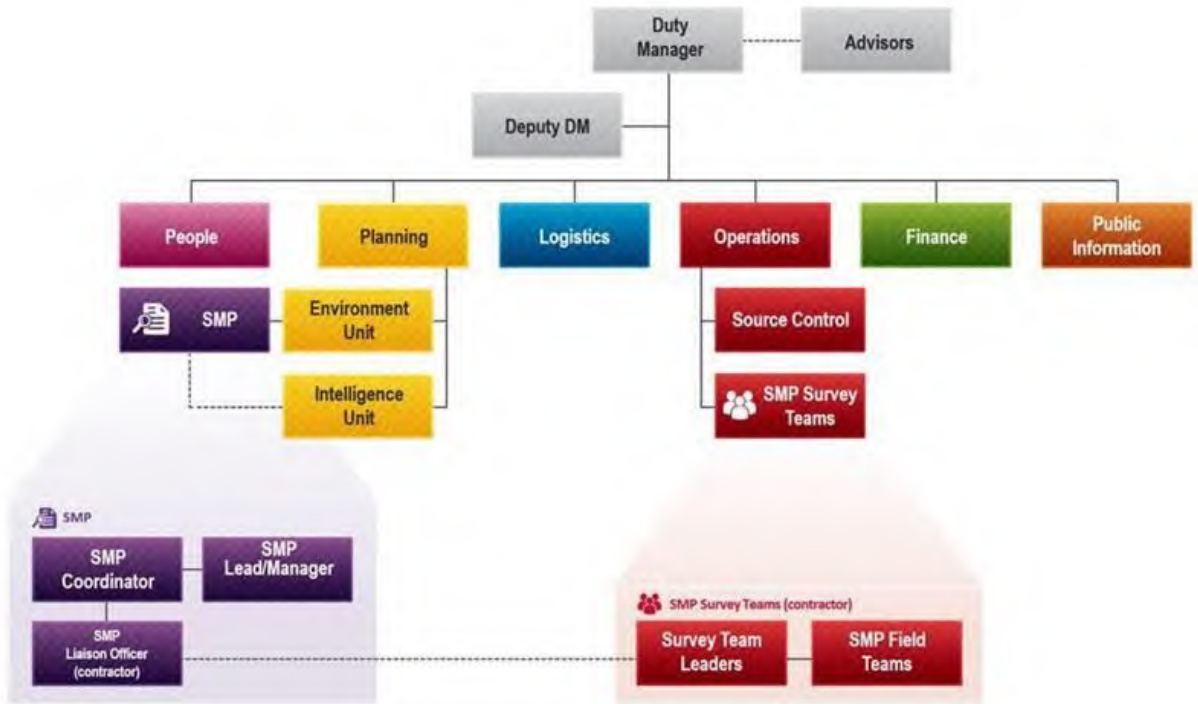 Duty
Manager
Advisors
Deputy DM
People
Planning
Logistics
Operations
Finance
Public
Information
SMP
Environment
Unit
Source Control
Intelligence
Unit
SMP Survey
Teams
SMP
SMP
Coordinator
SMP
Lead/Manager
SMP
Liaison Officer
(contractor)
SMP Survey Teams (contractor)
Survey Team
Leaders
SMP Field
Teams